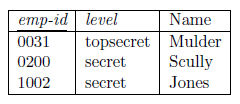 emp-id level Name
0031 topsecret Mulder
0200 secret Scully
1002 secret Jones